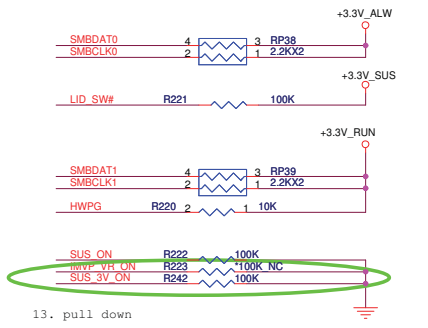 +3.3V_ALW
SMBDAT0 4 3 RP38
SMBCLK0 2 1 2.2KX2
+3.3V_SUS
LID_SW# R221 100K
+3.3V_RUN
SMBDAT1 4 3 RP39
SMBCLK1 2 1 2.2KX2
HWPG R220 2 1 10K
SUS_ON R222 100K
IMVP_VR_ON R223 *100K_NC
SUS_3V_ON R242 100K
13. pull down